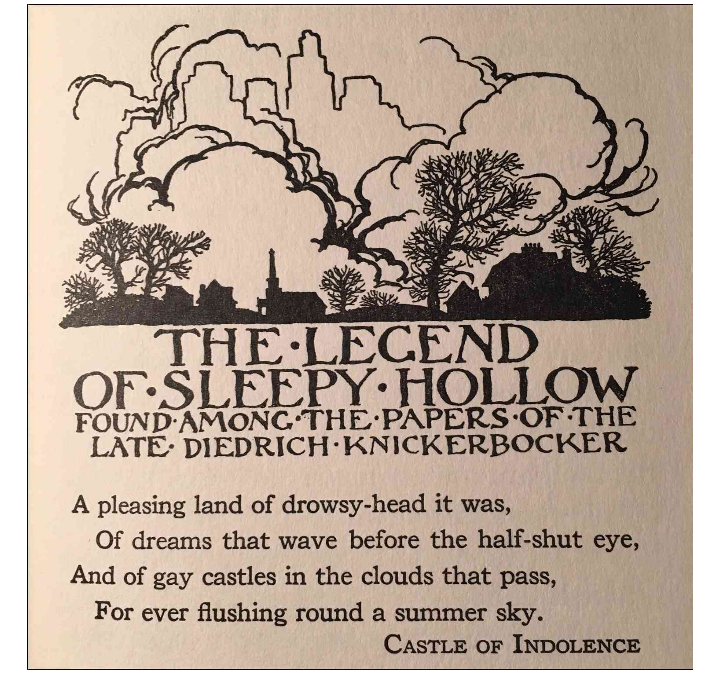 THE·LEGEND
OF·SLEEPY·HOLLOW
FOUND·AMONG·THE·PAPERS·OF·THE
LATE·DIEDRICH·KNICKERBOCKER
A pleasing land of drowsy-head it was,
Of dreams that wave before the half-shut eye,
And of gay castles in the clouds that pass,
For ever flushing round a summer sky.
CASTLE OF INDOLENCE